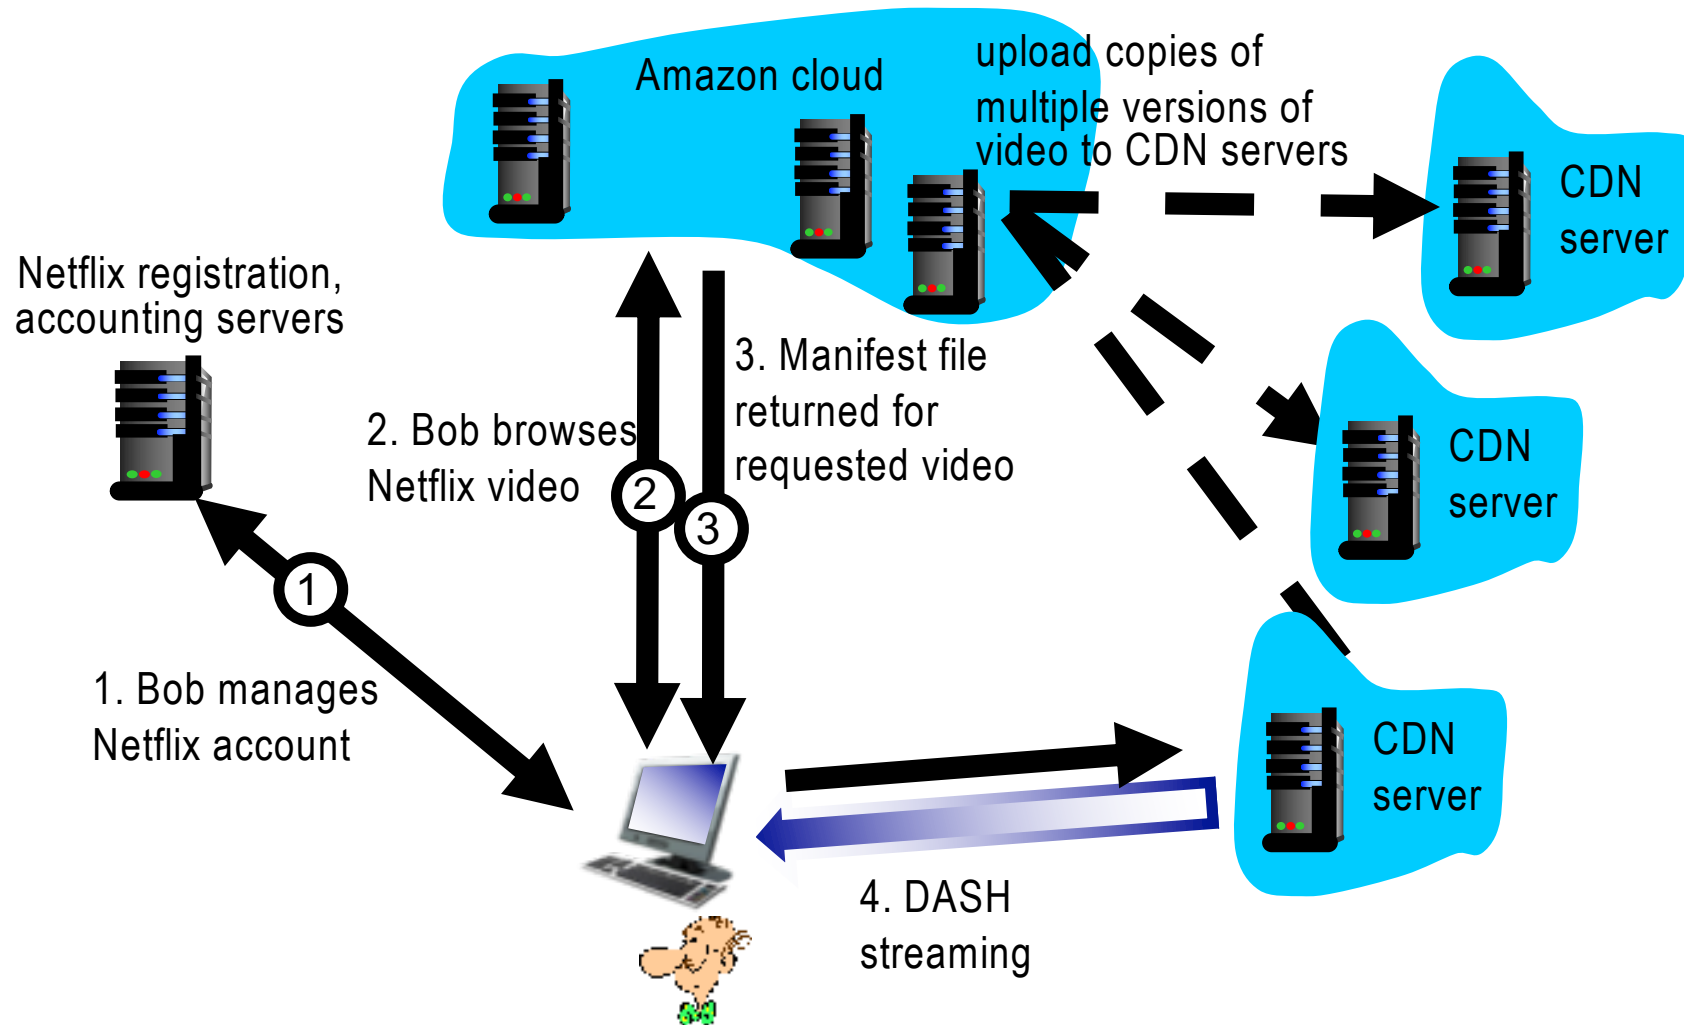 Amazon cloud
upload copies of
multiple versions of
video to CDN servers
CDN
server
Netflix registration,
accounting servers
3. Manifest file
returned for
requested video
2. Bob browses
Netflix video
CDN
server
2
3
1
1. Bob manages
Netflix account
CDN
server
4. DASH
streaming